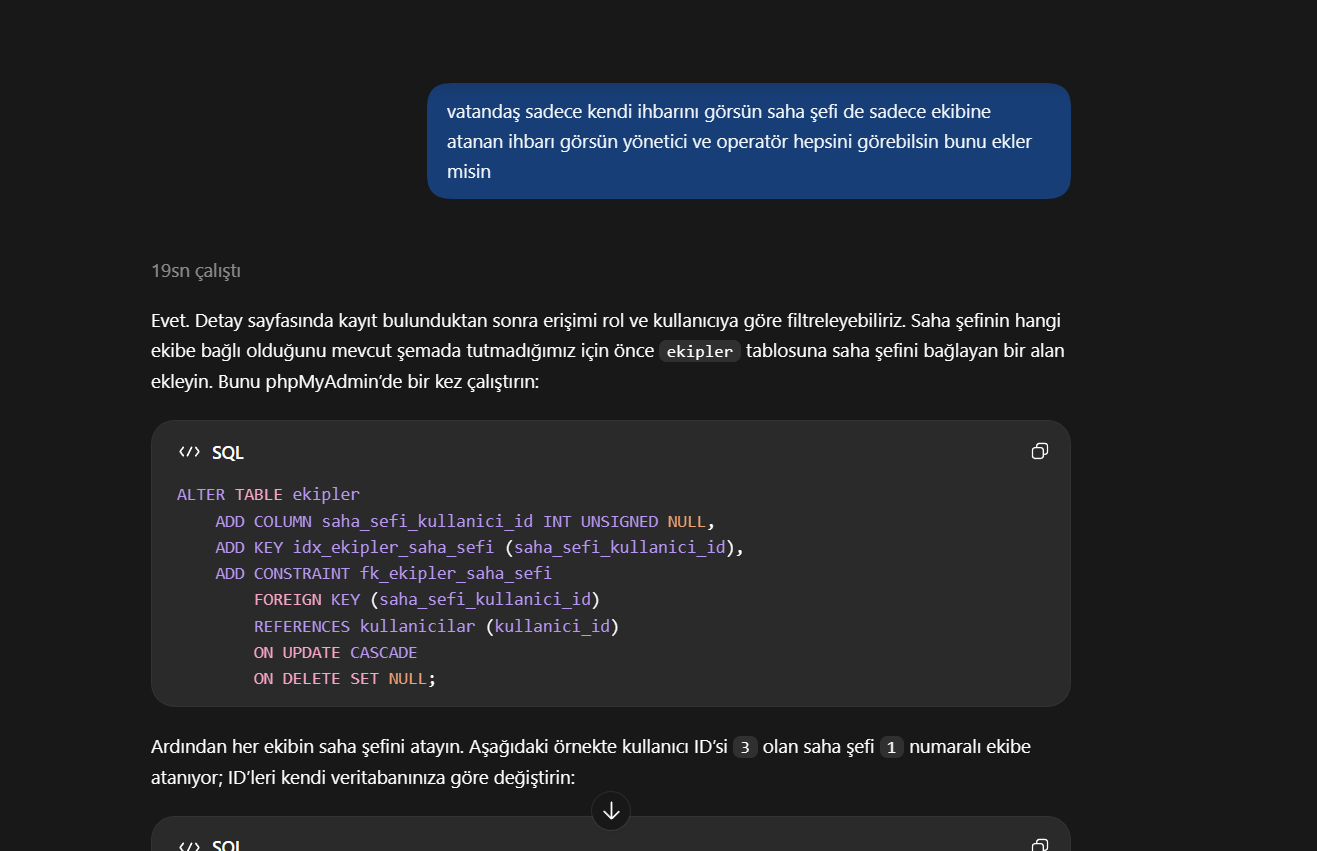 vatandaş sadece kendi ihbarını görsün saha şefi de sadece ekibine
atanan ihbarı görsün yönetici ve operatör hepsini görebilsin bunu ekler
misin
19sn çalıştı
Evet. Detay sayfasında kayıt bulunduktan sonra erişimi rol ve kullanıcıya göre filtreleyebiliriz. Saha şefinin hangi
ekibe bağlı olduğunu mevcut şemada tutmadığımız için önce ekipler tablosuna saha şefini bağlayan bir alan
ekleyin. Bunu phpMyAdmin’de bir kez çalıştırın:
</> SQL
ALTER TABLE ekipler
    ADD COLUMN saha_sefi_kullanici_id INT UNSIGNED NULL,
    ADD KEY idx_ekipler_saha_sefi (saha_sefi_kullanici_id),
    ADD CONSTRAINT fk_ekipler_saha_sefi
        FOREIGN KEY (saha_sefi_kullanici_id)
        REFERENCES kullanicilar (kullanici_id)
        ON UPDATE CASCADE
        ON DELETE SET NULL;
Ardından her ekibin saha şefini atayın. Aşağıdaki örnekte kullanıcı ID’si 3 olan saha şefi 1 numaralı ekibe
atanıyor; ID’leri kendi veritabanınıza göre değiştirin:
</> SQL